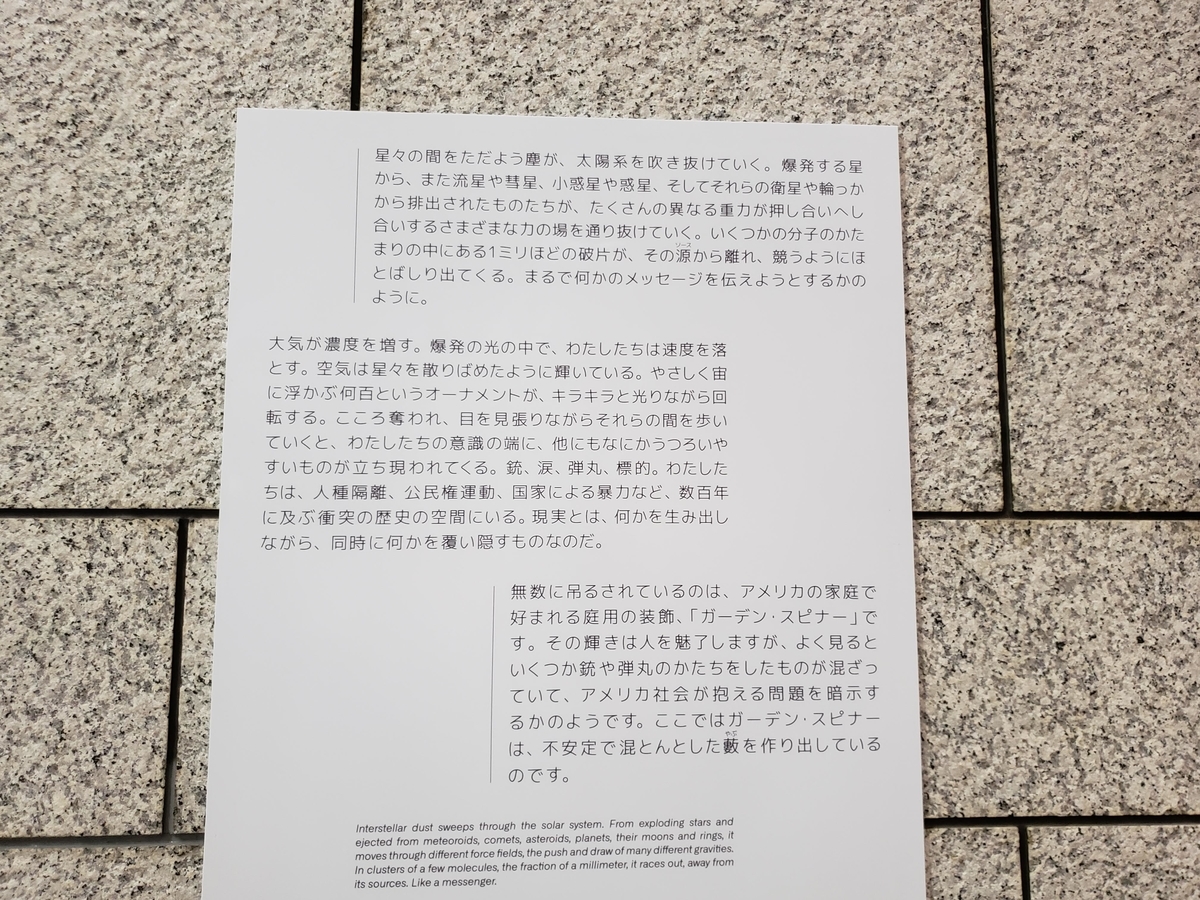 星々の間をただよう塵が、太陽系を吹き抜けていく。爆発する星
から、また流星や彗星、小惑星や惑星、そしてそれらの衛星や輪っか
から排出されたものたちが、たくさんの異なる重力が押し合いへし
合いするさまざまな力の場を通り抜けていく。いくつかの分子のかた
ソース
まりの中にある1ミリほどの破片が、その源から離れ、競うようにほ
とばしり出てくる。まるで何かのメッセージを伝えようとするかの
ように。
大気が濃度を増す。爆発の光の中で、わたしたちは速度を落
とす。空気は星々を散りばめたように輝いている。やさしく宙
に浮かぶ何百というオーナメントが、キラキラと光りながら回
転する。こころ奪われ、目を見張りながらそれらの間を歩い
ていくと、わたしたちの意識の端に、他にもなにかうつろいや
すいものが立ち現われてくる。銃、涙、弾丸、標的。わたした
ちは、人種隔離、公民権運動、国家による暴力など、数百年
に及ぶ衝突の歴史の空間にいる。現実とは、何かを生み出し
ながら、同時に何かを覆い隠すものなのだ。
無数に吊るされているのは、アメリカの家庭で
好まれる庭用の装飾、「ガーデン・スピナー」で
す。その輝きは人を魅了しますが、よく見ると
いくつか銃や弾丸のかたちをしたものが混ざっ
ていて、アメリカ社会が抱える問題を暗示す
るかのようです。ここではガーデン・スピナー
やぶ
は、不安定で混とんとした藪を作り出している
のです。
Interstellar dust sweeps through the solar system. From exploding stars and
ejected from meteoroids, comets, asteroids, planets, their moons and rings, it
moves through different force fields, the push and draw of many different gravities.
In clusters of a few molecules, the fraction of a millimeter, it races out, away from
its sources. Like a messenger.